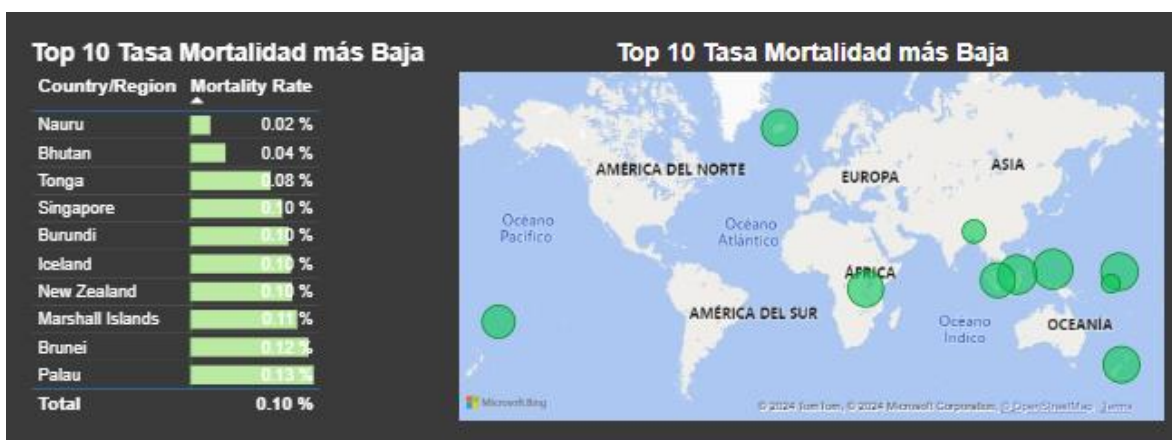 Top 10 Tasa Mortalidad más Baja
Country/Region Mortality Rate
Nauru 0.02 %
Bhutan 0.04 %
Tonga 0.08 %
Singapore 0.10 %
Burundi 0.10 %
Iceland 0.10 %
New Zealand 0.10 %
Marshall Islands 0.11 %
Brunei 0.12 %
Palau 0.13 %
Total 0.10 %
Top 10 Tasa Mortalidad más Baja
AMÉRICA DEL NORTE
EUROPA
ASIA
Océano
Pacífico
Océano
Atlántico
ÁFRICA
AMÉRICA DEL SUR
Océano
Índico
OCEANÍA
Microsoft Bing
© 2024 TomTom, © 2024 Microsoft Corporation, © OpenStreetMap Terms